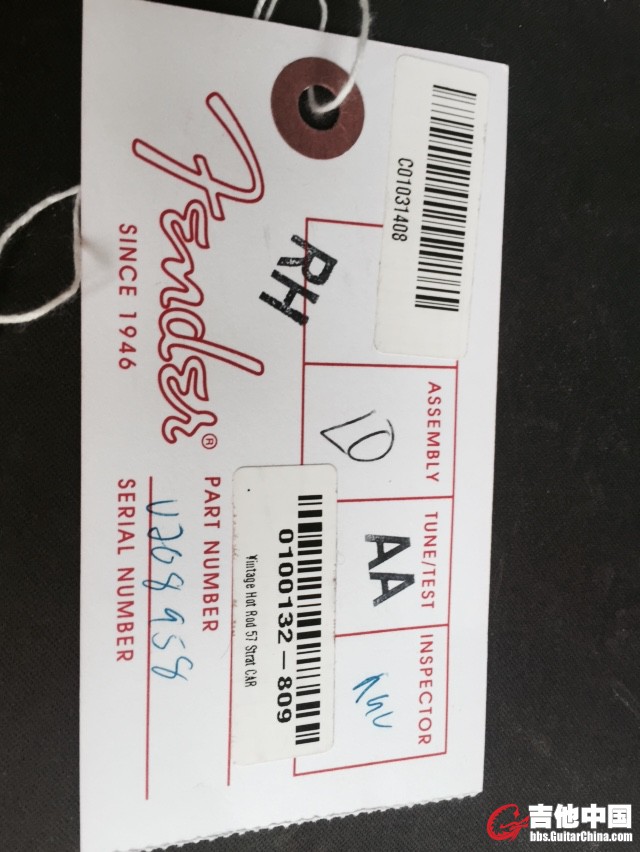 Fender®
SINCE 1946
PART NUMBER
0100132-809
Vintage Hot Rod 57 Strat CAR
SERIAL NUMBER
V208958
C01031408
RH
ASSEMBLY
LO
TUNE/TEST
AA
INSPECTOR
吉他中国
bbs.GuitarChina.com